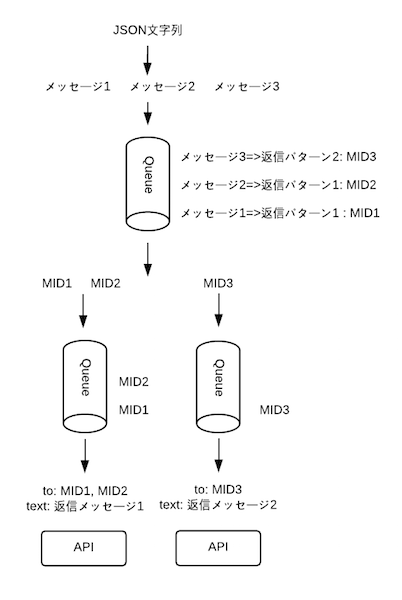 JSON文字列
メッセージ1 メッセージ2 メッセージ3
Queue
メッセージ3=>返信パターン2: MID3
メッセージ2=>返信パターン1: MID2
メッセージ1=>返信パターン1 : MID1
MID1 MID2
MID3
Queue
MID2
MID1
Queue
MID3
to: MID1, MID2
text: 返信メッセージ1
to: MID3
text: 返信メッセージ2
API
API